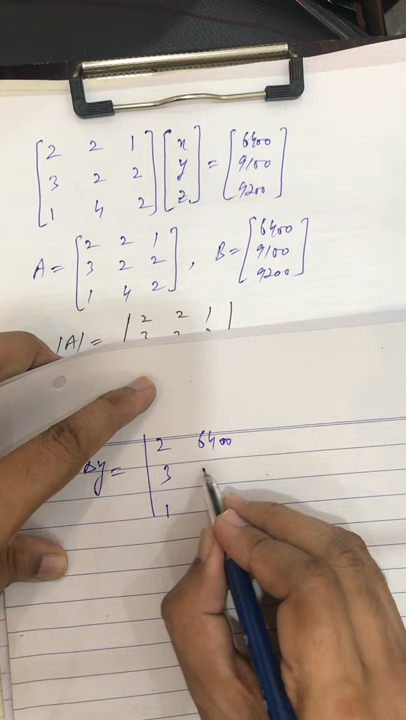 [2 2 1] [x] = [6400]
[3 2 2] [y] [9100]
[1 4 2] [z] [9200]
A = [2 2 1] , B = [6400]
[3 2 2] [9100]
[1 4 2] [9200]
|A| = | 2 2 1 |
Δy = | 2 6400
3
1